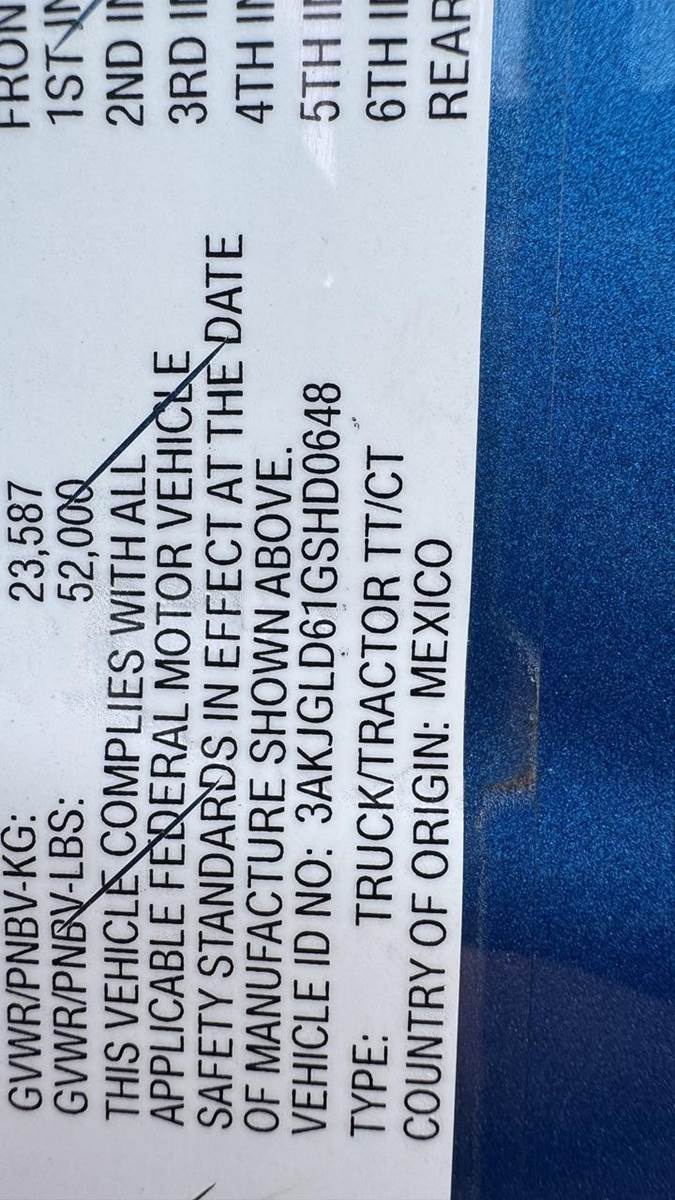 GVWR/PNBV-KG: 23,587
GVWR/PNBV-LBS: 52,000
THIS VEHICLE COMPLIES WITH ALL
APPLICABLE FEDERAL MOTOR VEHICLE
SAFETY STANDARDS IN EFFECT AT THE DATE
OF MANUFACTURE SHOWN ABOVE.
VEHICLE ID NO: 3AKJGLD61GSHD0648
TYPE: TRUCK/TRACTOR TT/CT
COUNTRY OF ORIGIN: MEXICO
1ST
2ND
3RD
4TH
5TH
6TH
REAR